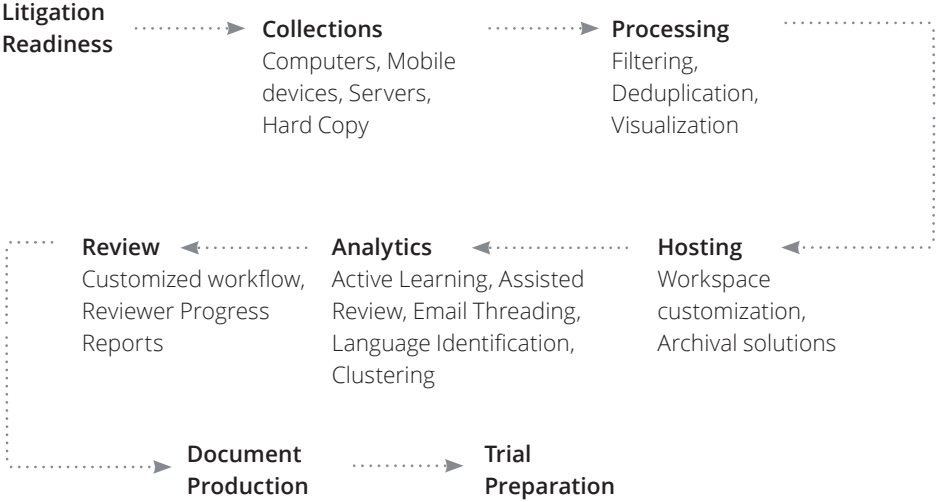 Litigation
Readiness
Collections
Computers, Mobile
devices, Servers,
Hard Copy
Processing
Filtering,
Deduplication,
Visualization
Review
Customized workflow,
Reviewer Progress
Reports
Analytics
Active Learning, Assisted
Review, Email Threading,
Language Identification,
Clustering
Hosting
Workspace
customization,
Archival solutions
Document
Production
Trial
Preparation